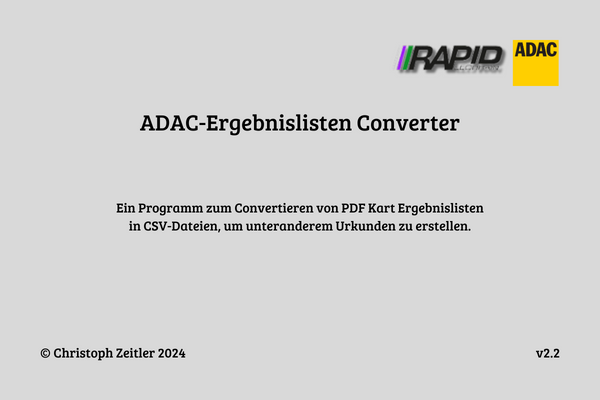 RAPID ADAC
ADAC-Ergebnislisten Converter
Ein Programm zum Convertieren von PDF Kart Ergebnislisten
in CSV-Dateien, um unteranderem Urkunden zu erstellen.
© Christoph Zeitler 2024 v2.2